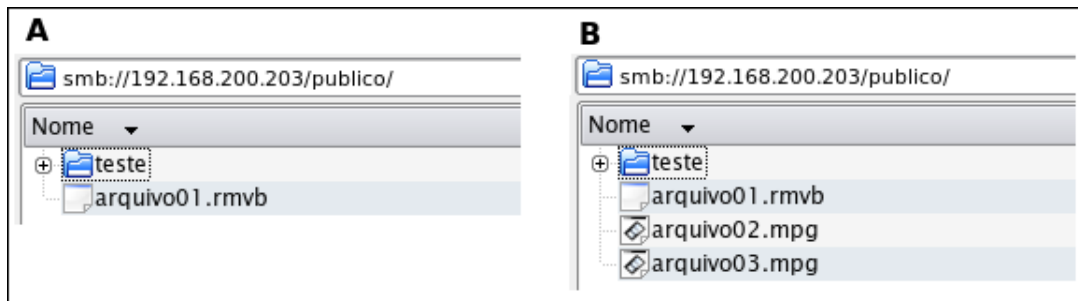 A
smb://192.168.200.203/publico/
Nome
teste
arquivo01.rmvb
B
smb://192.168.200.203/publico/
Nome
teste
arquivo01.rmvb
arquivo02.mpg
arquivo03.mpg